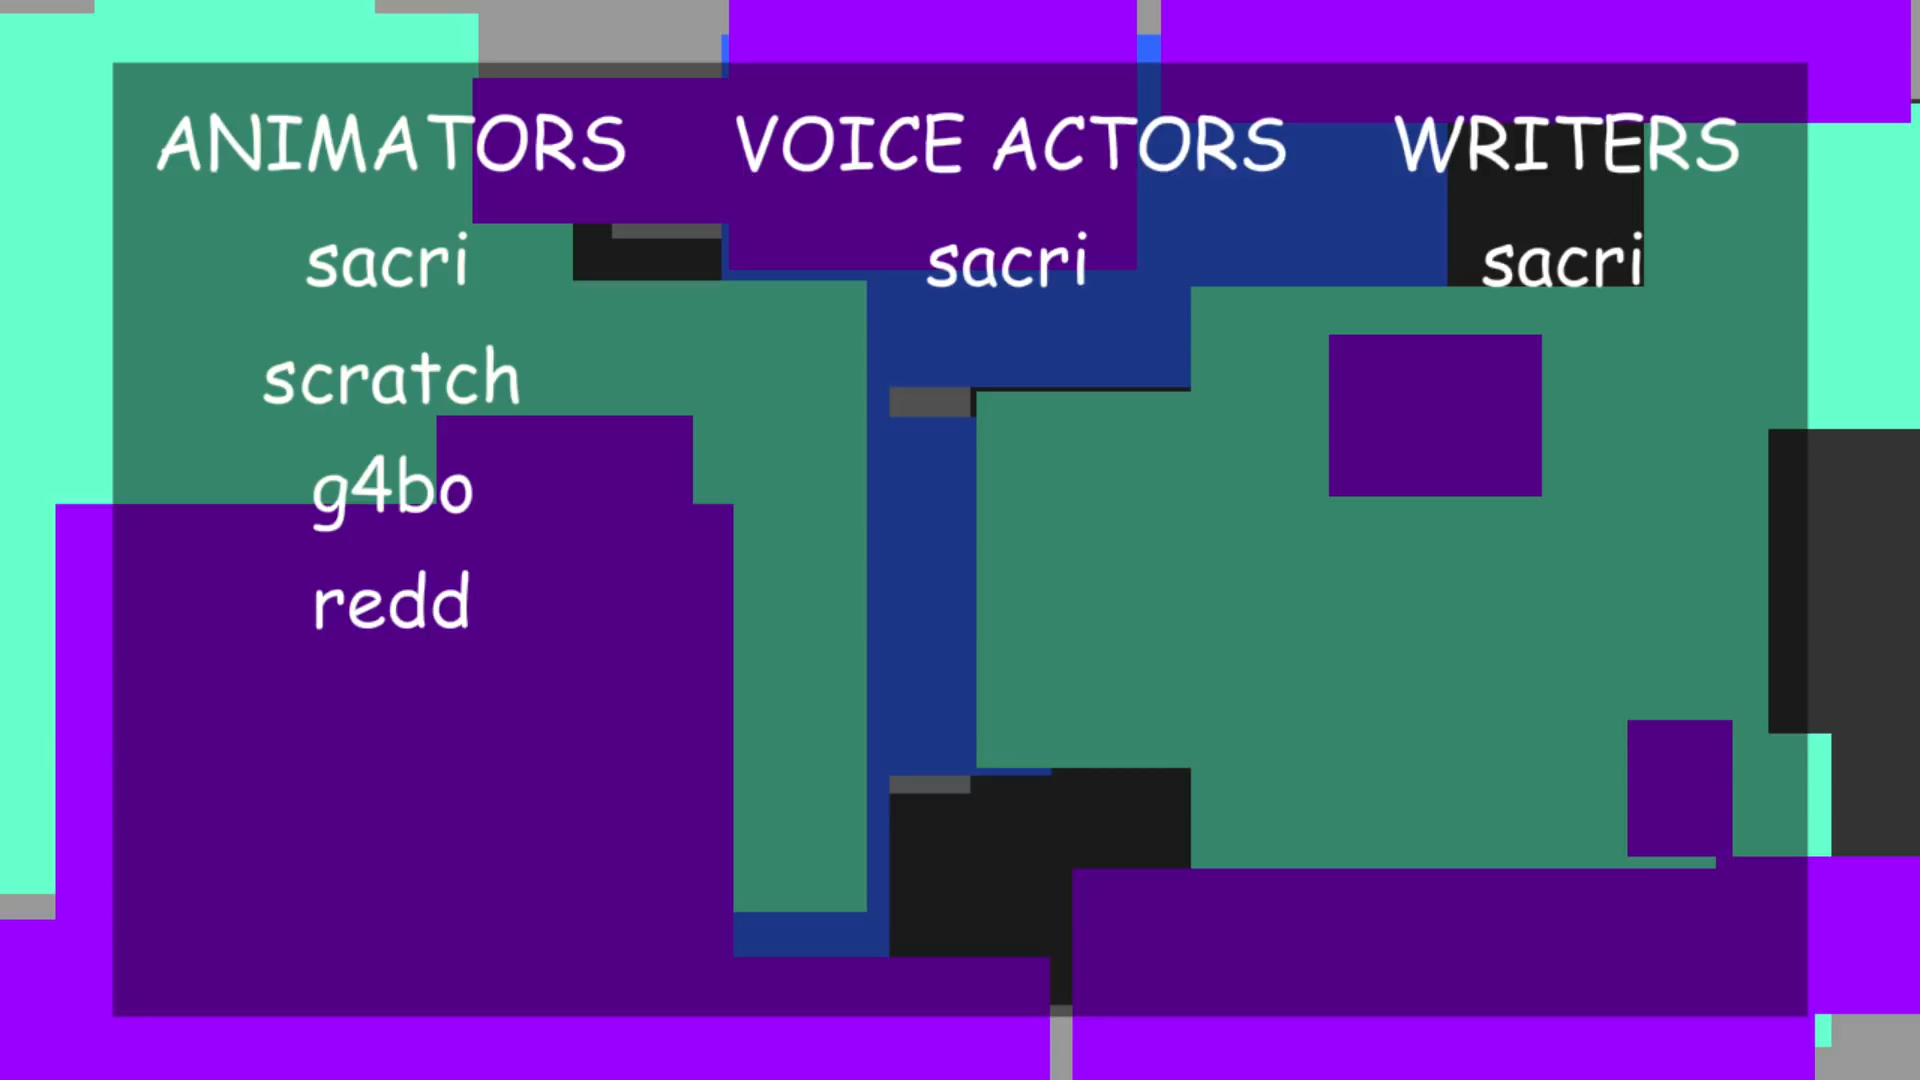 ANIMATORS
sacri
scratch
g4bo
redd
VOICE ACTORS
sacri
WRITERS
sacri